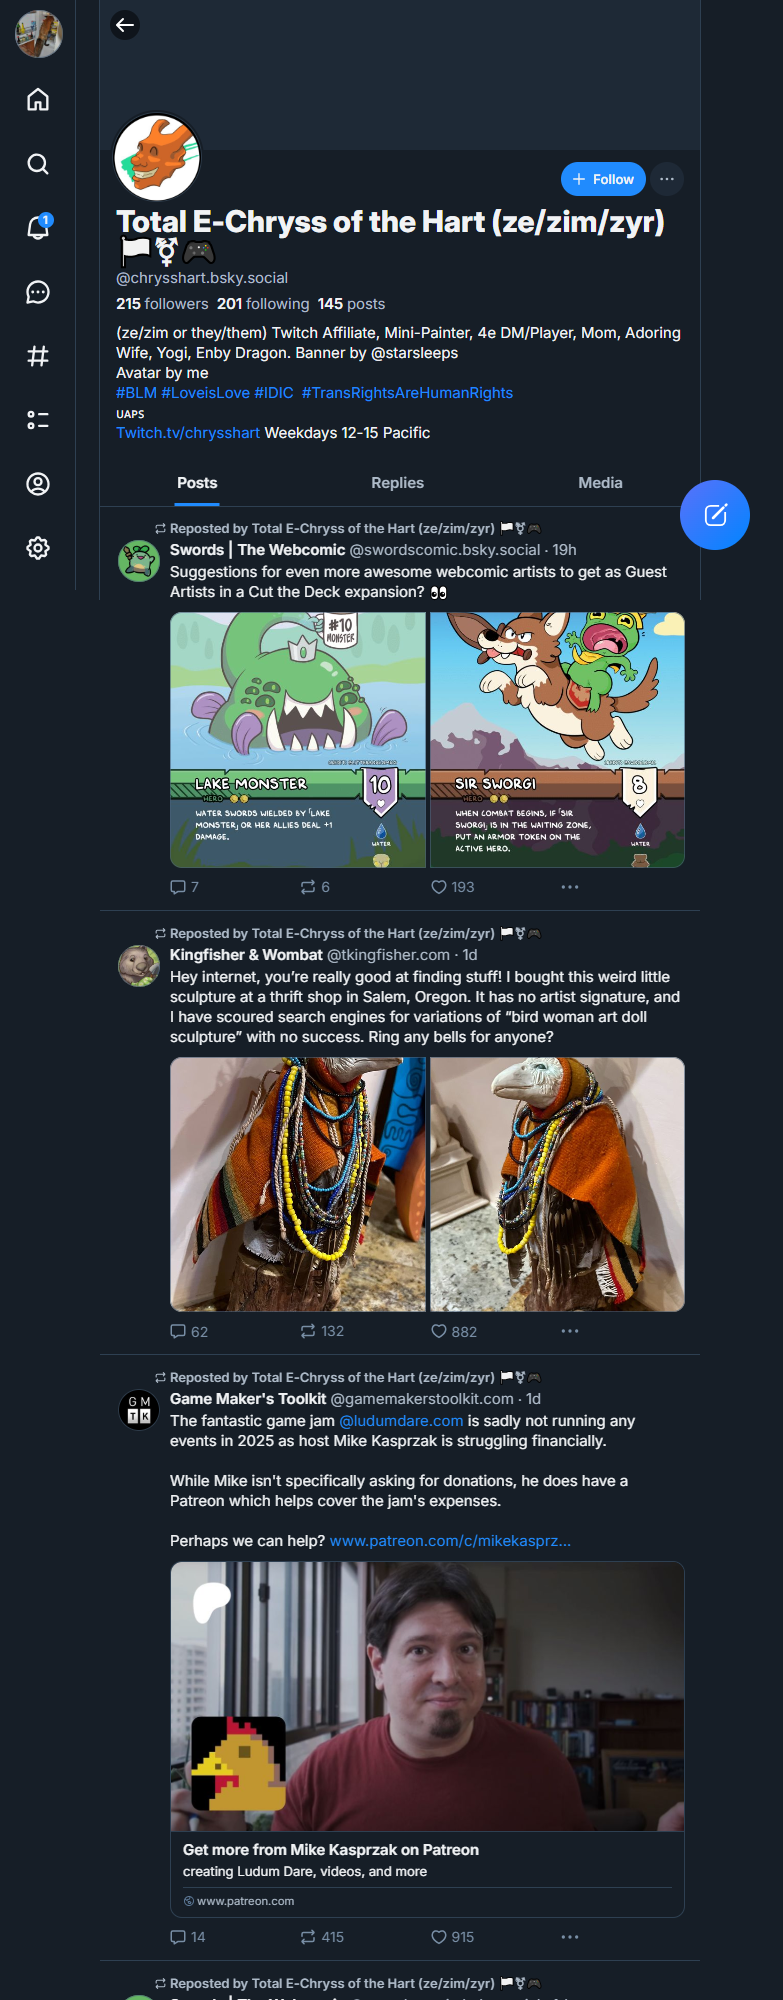 1
Follow
Total E-Chryss of the Hart (ze/zim/zyr)
🏳️⚧🎮
@chrysshart.bsky.social
215 followers 201 following 145 posts
(ze/zim or they/them) Twitch Affiliate, Mini-Painter, 4e DM/Player, Mom, Adoring
Wife, Yogi, Enby Dragon. Banner by @starsleeps
Avatar by me
#BLM #LoveisLove #IDIC #TransRightsAreHumanRights
UAPS
Twitch.tv/chrysshart Weekdays 12-15 Pacific
Posts Replies Media
Reposted by Total E-Chryss of the Hart (ze/zim/zyr) 🏳️⚧🎮
Swords | The Webcomic @swordscomic.bsky.social · 19h
Suggestions for even more awesome webcomic artists to get as Guest
Artists in a Cut the Deck expansion? 👀
#10
MONSTER
LAKE MONSTER
10
HERO
WATER SWORDS WIELDED BY 「LAKE
MONSTER」 OR HER ALLIES DEAL +1
DAMAGE.
WATER
SIR SWORGI
8
HERO
WHEN COMBAT BEGINS, IF 「SIR
SWORGI」 IS IN THE WAITING ZONE,
PUT AN ARMOR TOKEN ON THE
ACTIVE HERO.
WATER
7 6 193
Reposted by Total E-Chryss of the Hart (ze/zim/zyr) 🏳️⚧🎮
Kingfisher & Wombat @tkingfisher.com · 1d
Hey internet, you’re really good at finding stuff! I bought this weird little
sculpture at a thrift shop in Salem, Oregon. It has no artist signature, and
I have scoured search engines for variations of “bird woman art doll
sculpture” with no success. Ring any bells for anyone?
62 132 882
Reposted by Total E-Chryss of the Hart (ze/zim/zyr) 🏳️⚧🎮
G M
T K
Game Maker's Toolkit @gamemakerstoolkit.com · 1d
The fantastic game jam @ludumdare.com is sadly not running any
events in 2025 as host Mike Kasprzak is struggling financially.
While Mike isn't specifically asking for donations, he does have a
Patreon which helps cover the jam's expenses.
Perhaps we can help? www.patreon.com/c/mikekasprz...
Get more from Mike Kasprzak on Patreon
creating Ludum Dare, videos, and more
www.patreon.com
14 415 915
Reposted by Total E-Chryss of the Hart (ze/zim/zyr) 🏳️⚧🎮